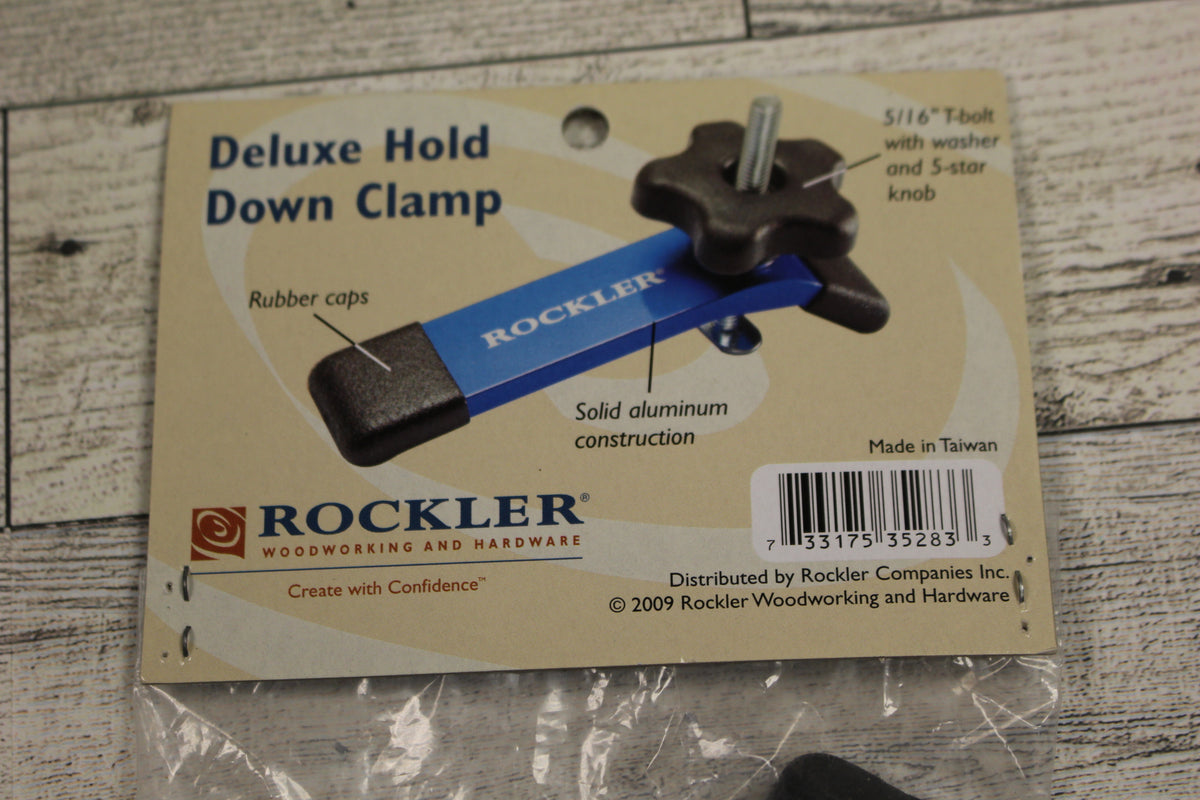 Deluxe Hold
Down Clamp
5/16" T-bolt
with washer
and 5-star
knob
Rubber caps
ROCKLER®
Solid aluminum
construction
Made in Taiwan
7 33175 35283 3
ROCKLER®
WOODWORKING AND HARDWARE
Create with Confidence™
Distributed by Rockler Companies Inc.
© 2009 Rockler Woodworking and Hardware